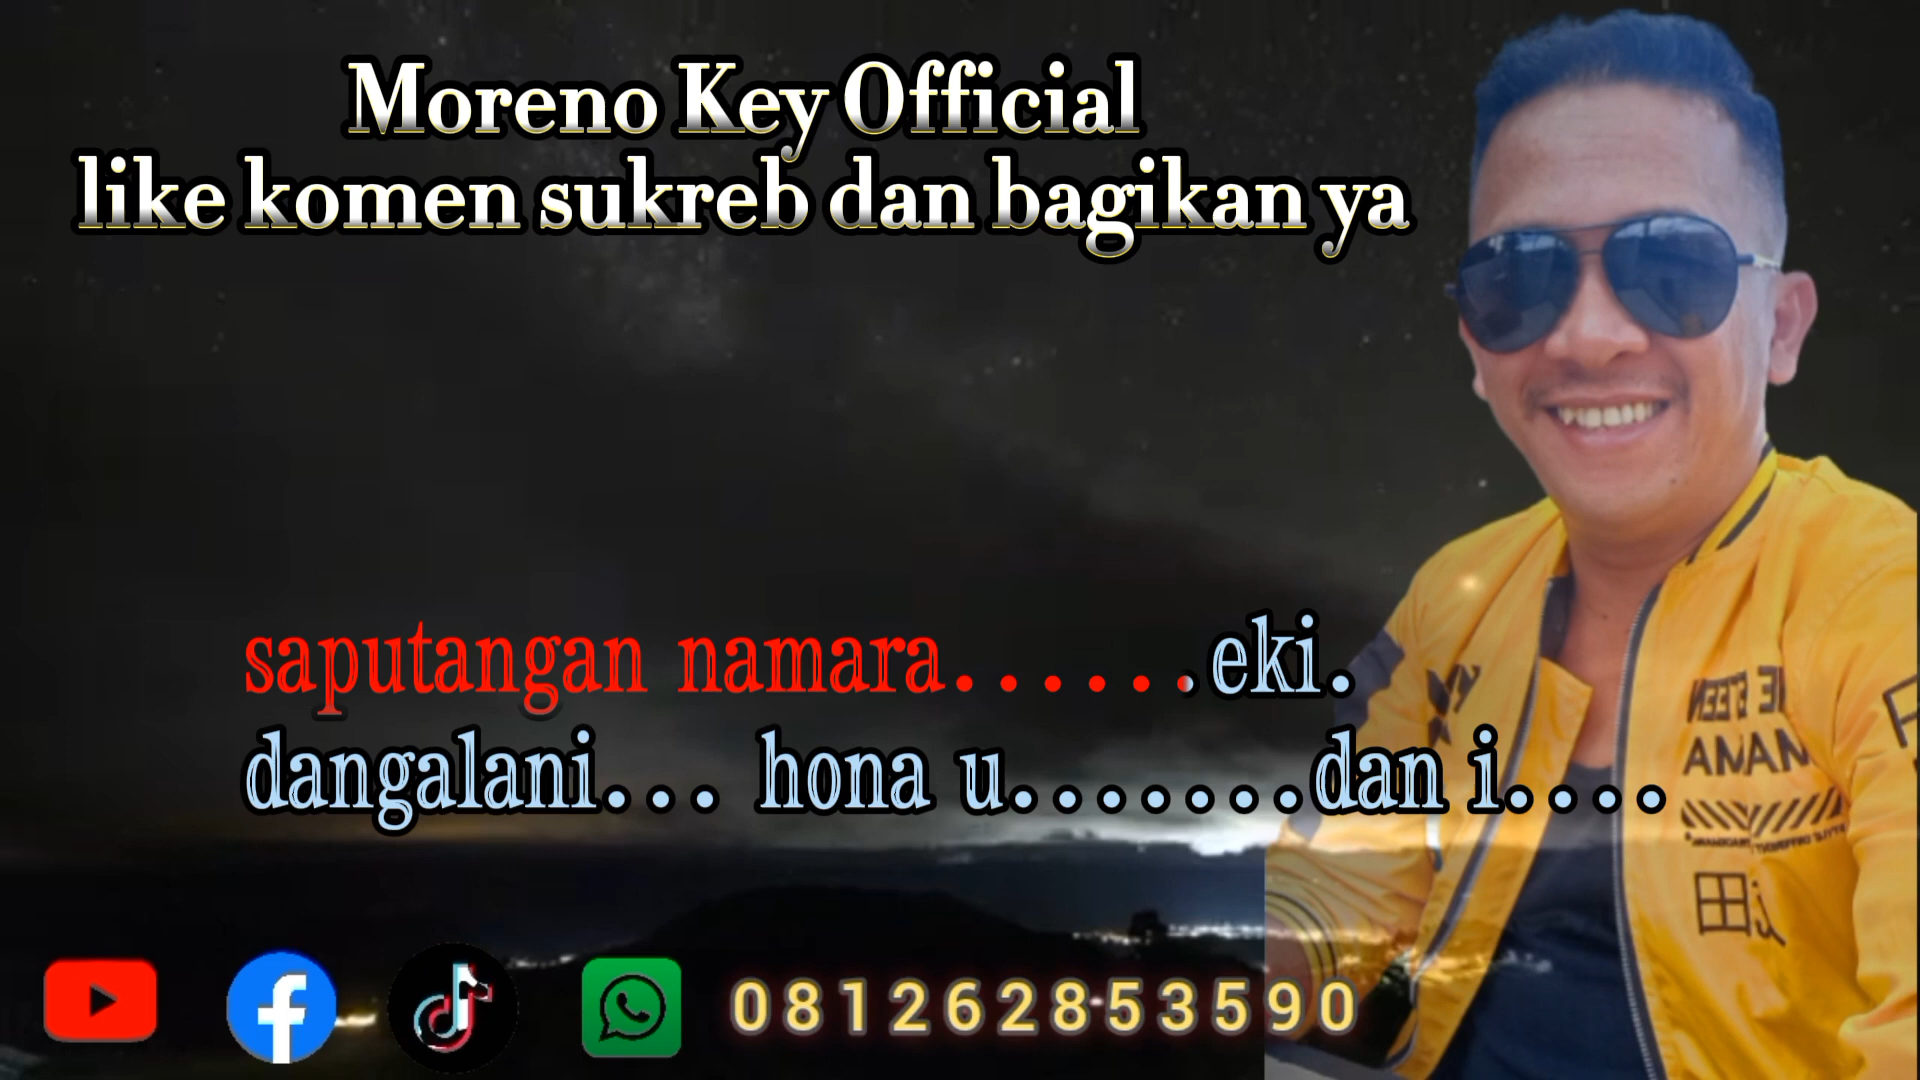 Moreno Key Official
like komen sukreb dan bagikan ya
saputangan namara......eki.
dangalani... hona u.......dan i....
081262853590